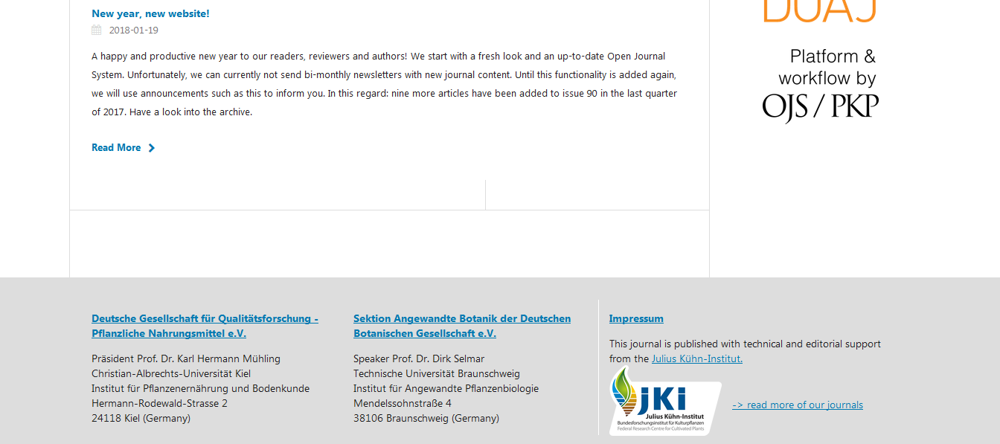 New year, new website!
2018-01-19
A happy and productive new year to our readers, reviewers and authors! We start with a fresh look and an up-to-date Open Journal
System. Unfortunately, we can currently not send bi-monthly newsletters with new journal content. Until this functionality is added again,
we will use announcements such as this to inform you. In this regard: nine more articles have been added to issue 90 in the last quarter
of 2017. Have a look into the archive.
Read More
DOAJ
Platform &
workflow by
OJS / PKP
Deutsche Gesellschaft für Qualitätsforschung -
Pflanzliche Nahrungsmittel e.V.
Präsident Prof. Dr. Karl Hermann Mühling
Christian-Albrechts-Universität Kiel
Institut für Pflanzenernährung und Bodenkunde
Hermann-Rodewald-Strasse 2
24118 Kiel (Germany)
Sektion Angewandte Botanik der Deutschen
Botanischen Gesellschaft e.V.
Speaker Prof. Dr. Dirk Selmar
Technische Universität Braunschweig
Institut für Angewandte Pflanzenbiologie
Mendelssohnstraße 4
38106 Braunschweig (Germany)
Impressum
This journal is published with technical and editorial support
from the Julius Kühn-Institut.
JKI
Julius Kühn-Institut
Bundesforschungsinstitut für Kulturpflanzen
Federal Research Centre for Cultivated Plants
-> read more of our journals